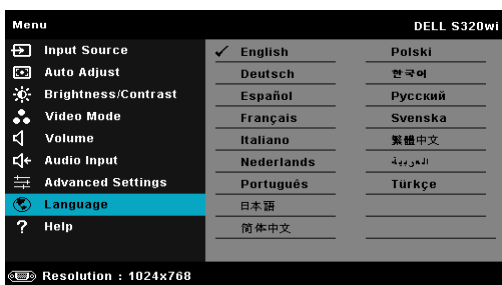 Menu DELL S320wi
Input Source
Auto Adjust
Brightness/Contrast
Video Mode
Volume
Audio Input
Advanced Settings
Language
? Help
✓ English
Deutsch
Español
Français
Italiano
Nederlands
Português
日本語
简体中文
Polski
한국어
Русский
Svenska
繁體中文
العربية
Türkçe
Resolution : 1024x768